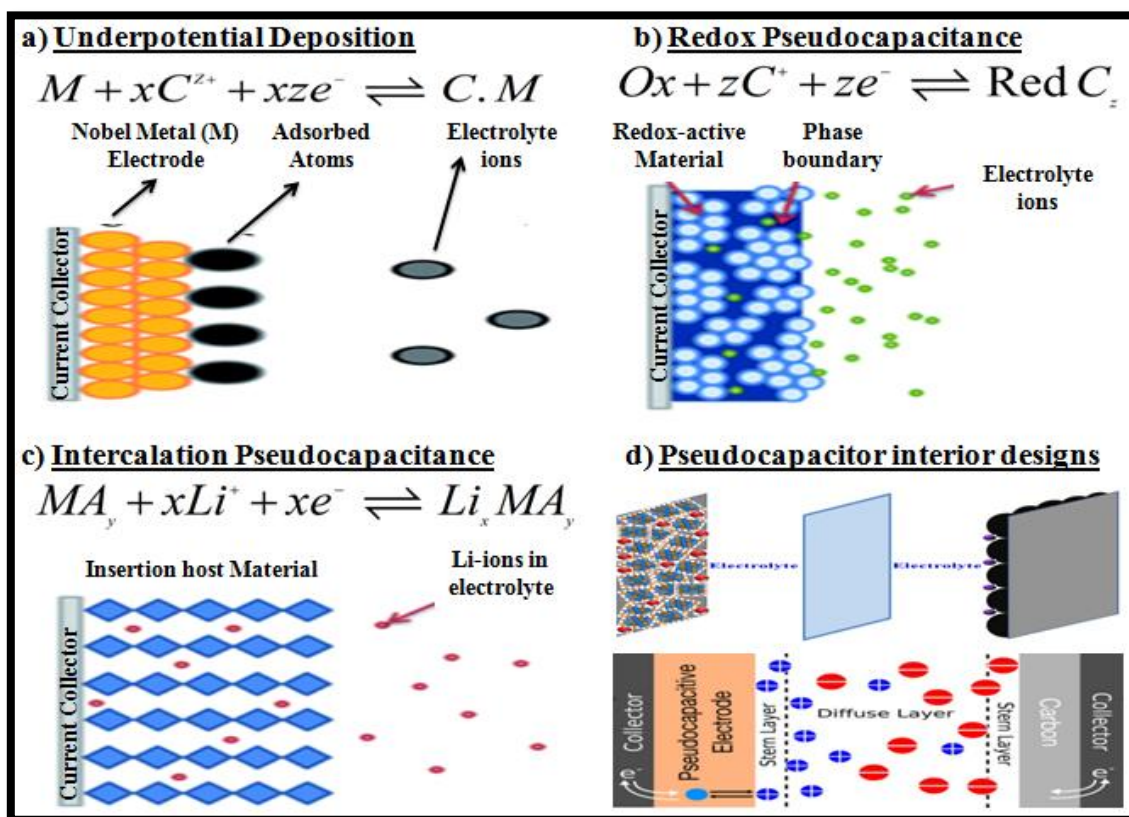 a) Underpotential Deposition
M + xC^{z+} + xze^- ⇌ C.M
Nobel Metal (M)
Electrode
Adsorbed
Atoms
Electrolyte
ions
Current Collector
b) Redox Pseudocapacitance
Ox + zC^+ + ze^- ⇌ Red C_z
Redox-active
Material
Phase
boundary
Electrolyte
ions
Current Collector
c) Intercalation Pseudocapacitance
MA_y + xLi^+ + xe^- ⇌ Li_x MA_y
Insertion host Material
Li-ions in
electrolyte
Current Collector
d) Pseudocapacitor interior designs
Electrolyte
Electrolyte
Collector
Pseudocapacitive
Electrode
Stern Layer
Diffuse Layer
Stern Layer
Carbon
Collector